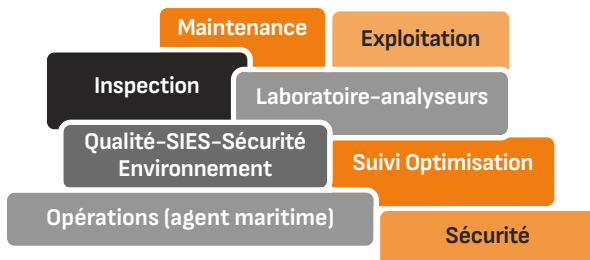 Maintenance
Exploitation
Inspection
Laboratoire-analyseurs
Qualité-SIES-Sécurité
Environnement
Suivi Optimisation
Opérations (agent maritime)
Sécurité